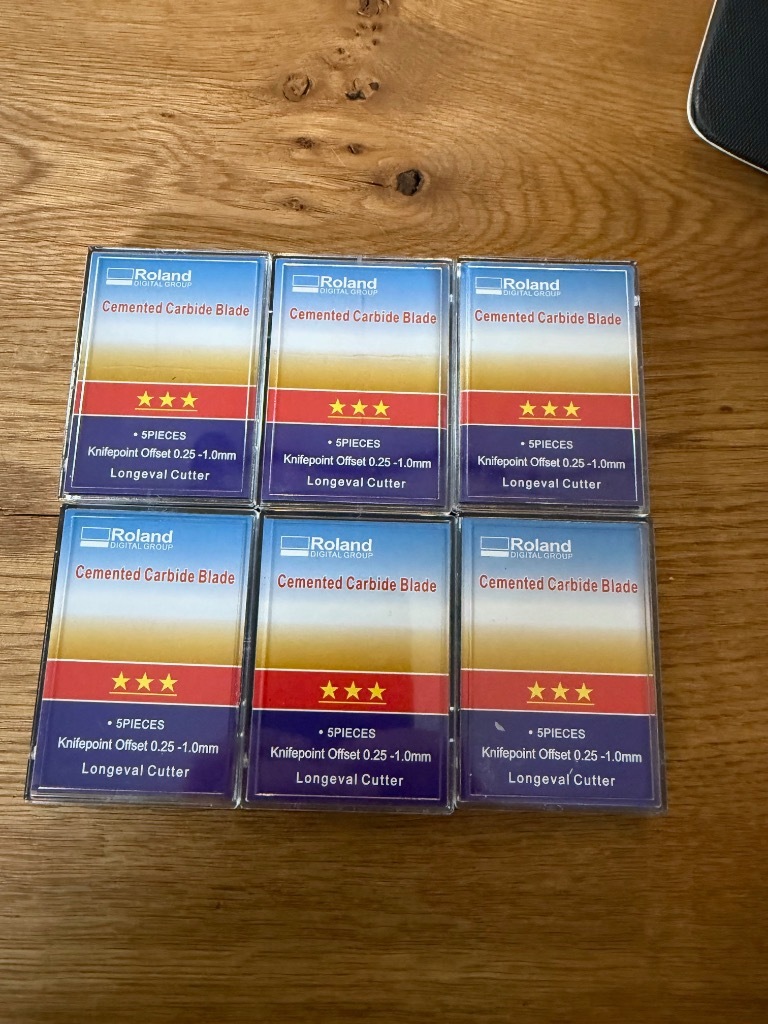 Roland
DIGITAL GROUP
Cemented Carbide Blade
• 5PIECES
Knifepoint Offset 0.25 -1.0mm
Longeval Cutter
Roland
DIGITAL GROUP
Cemented Carbide Blade
• 5PIECES
Knifepoint Offset 0.25 -1.0mm
Longeval Cutter
Roland
DIGITAL GROUP
Cemented Carbide Blade
• 5PIECES
Knifepoint Offset 0.25 -1.0mm
Longeval Cutter
Roland
DIGITAL GROUP
Cemented Carbide Blade
• 5PIECES
Knifepoint Offset 0.25 -1.0mm
Longeval Cutter
Roland
DIGITAL GROUP
Cemented Carbide Blade
• 5PIECES
Knifepoint Offset 0.25 -1.0mm
Longeval Cutter
Roland
DIGITAL GROUP
Cemented Carbide Blade
• 5PIECES
Knifepoint Offset 0.25 -1.0mm
Longeval Cutter